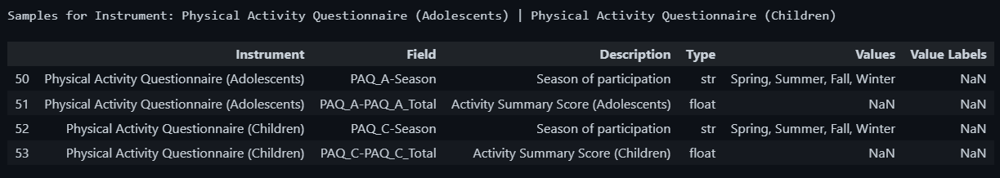 Samples for Instrument: Physical Activity Questionnaire (Adolescents) | Physical Activity Questionnaire (Children)
Instrument Field Description Type Values Value Labels
50 Physical Activity Questionnaire (Adolescents) PAQ_A-Season Season of participation str Spring, Summer, Fall, Winter NaN
51 Physical Activity Questionnaire (Adolescents) PAQ_A-PAQ_A_Total Activity Summary Score (Adolescents) float NaN NaN
52 Physical Activity Questionnaire (Children) PAQ_C-Season Season of participation str Spring, Summer, Fall, Winter NaN
53 Physical Activity Questionnaire (Children) PAQ_C-PAQ_C_Total Activity Summary Score (Children) float NaN NaN